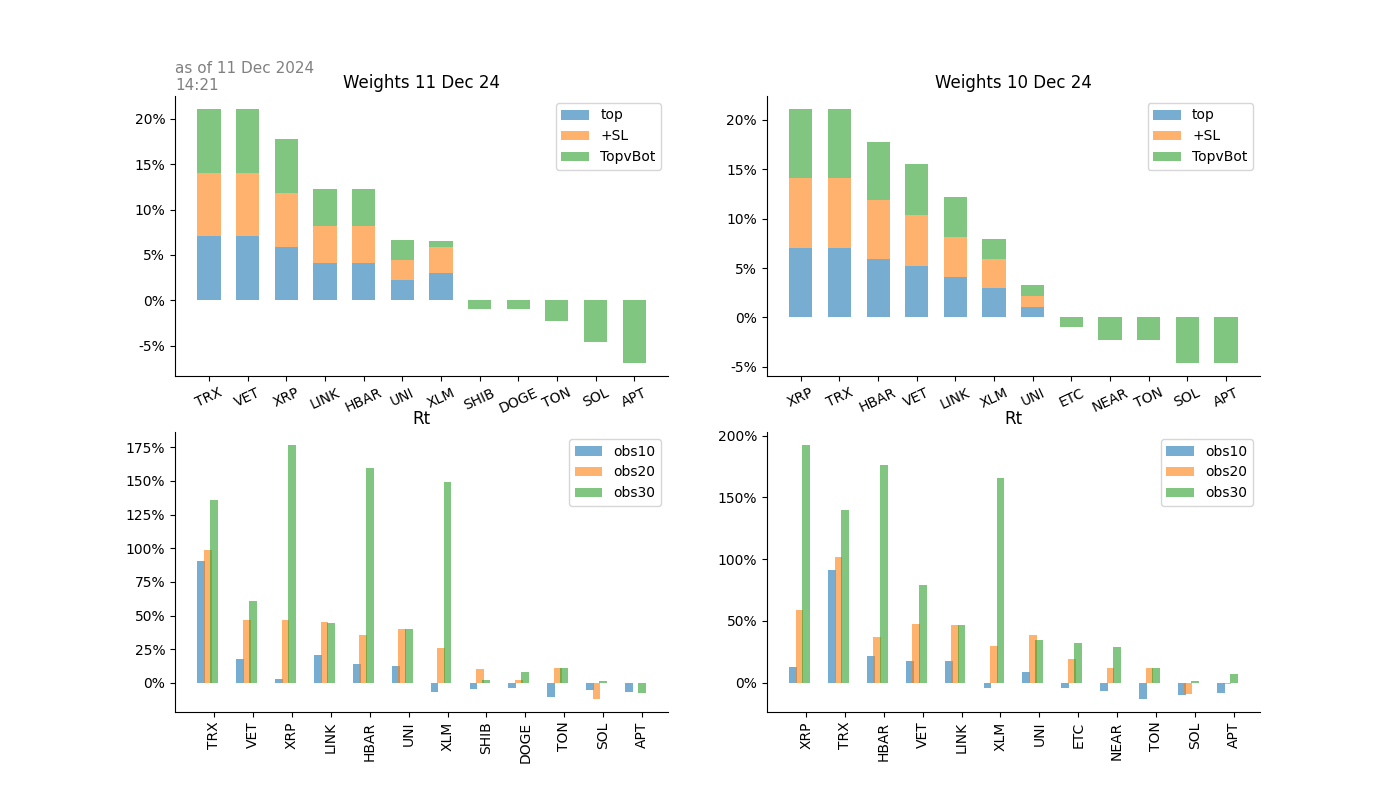 as of 11 Dec 2024
14:21
Weights 11 Dec 24
20%
15%
10%
5%
0%
-5%
top
+SL
TopvBot
TRX VET XRP LINK HBAR UNI XLM SHIB DOGE TON SOL APT
Weights 10 Dec 24
20%
15%
10%
5%
0%
-5%
top
+SL
TopvBot
XRP TRX HBAR VET LINK XLM UNI ETC NEAR TON SOL APT
Rt
175%
150%
125%
100%
75%
50%
25%
0%
obs10
obs20
obs30
TRX VET XRP LINK HBAR UNI XLM SHIB DOGE TON SOL APT
Rt
200%
150%
100%
50%
0%
obs10
obs20
obs30
XRP TRX HBAR VET LINK XLM UNI ETC NEAR TON SOL APT